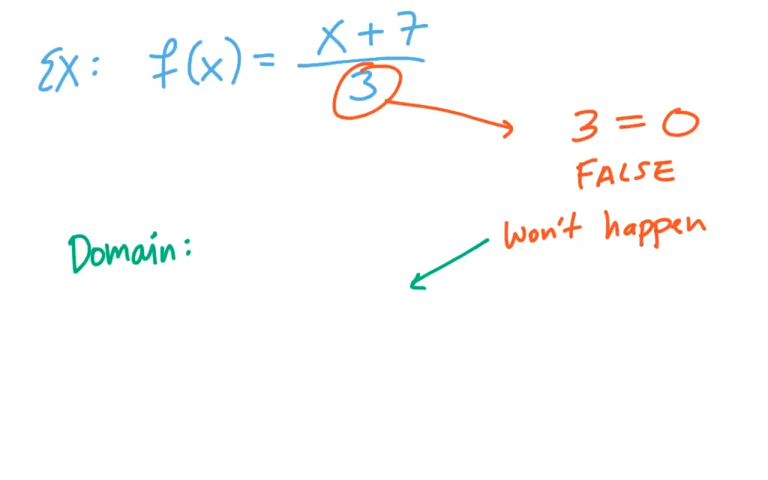 Ex: f(x) = x + 7 / 3
3 = 0
FALSE
won't happen
Domain: